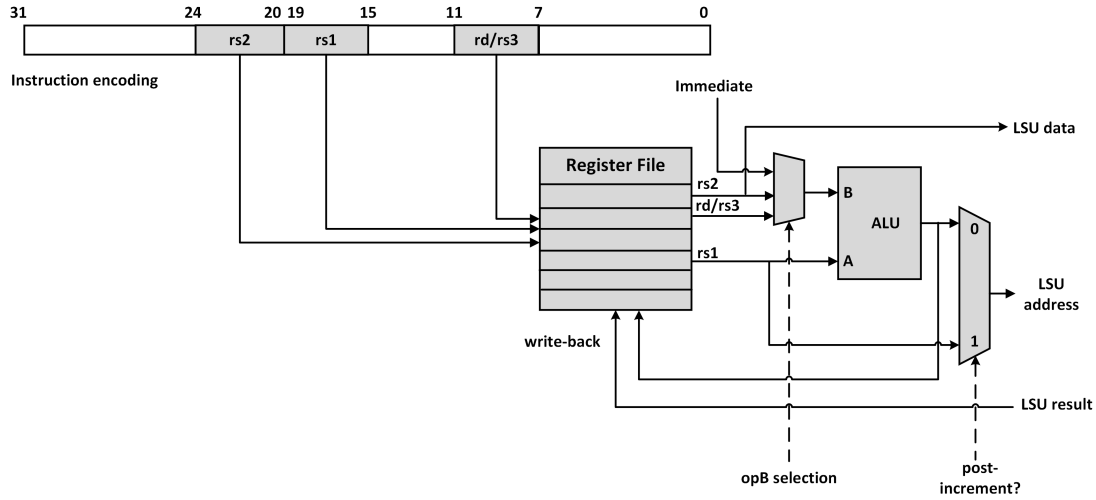 31 24 20 19 15 11 7 0
rs2 rs1 rd/rs3
Instruction encoding
Immediate
LSU data
Register File
rs2
rd/rs3
B
ALU
0
rs1
A
LSU
address
write-back
1
LSU result
opB selection
post-
increment?